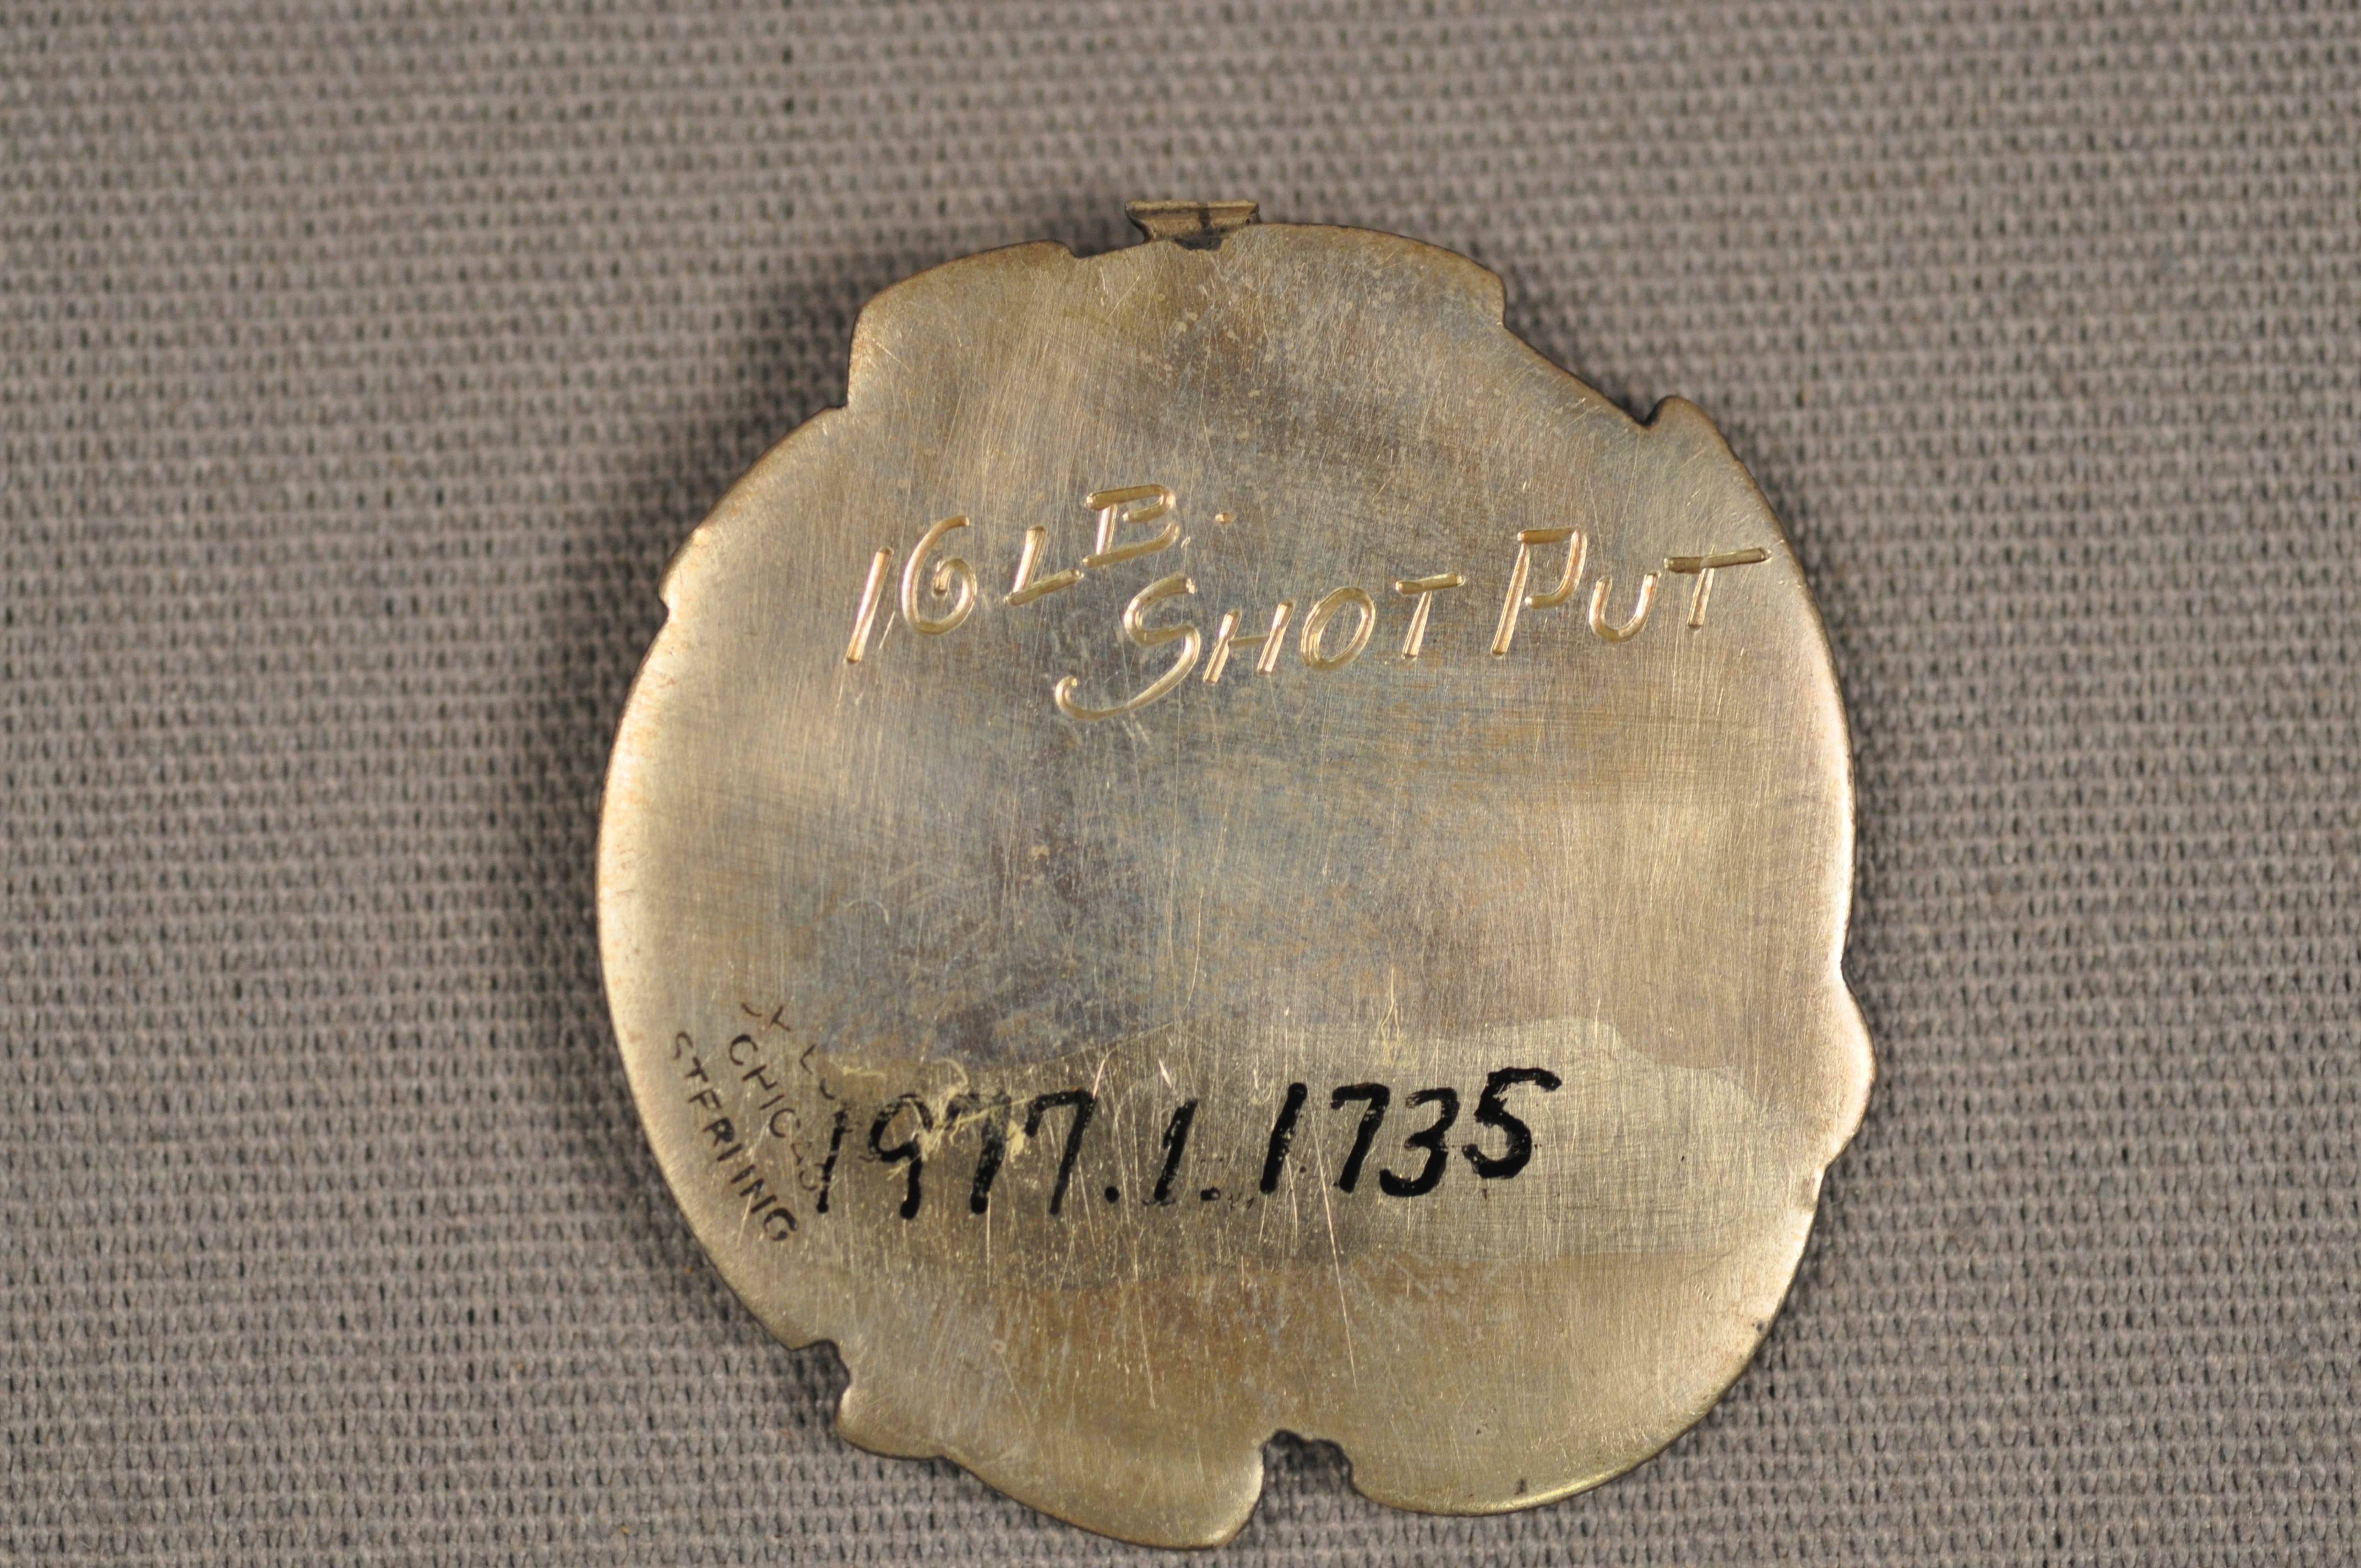 16 LB. SHOT PUT
1977.1.1735
STERLING